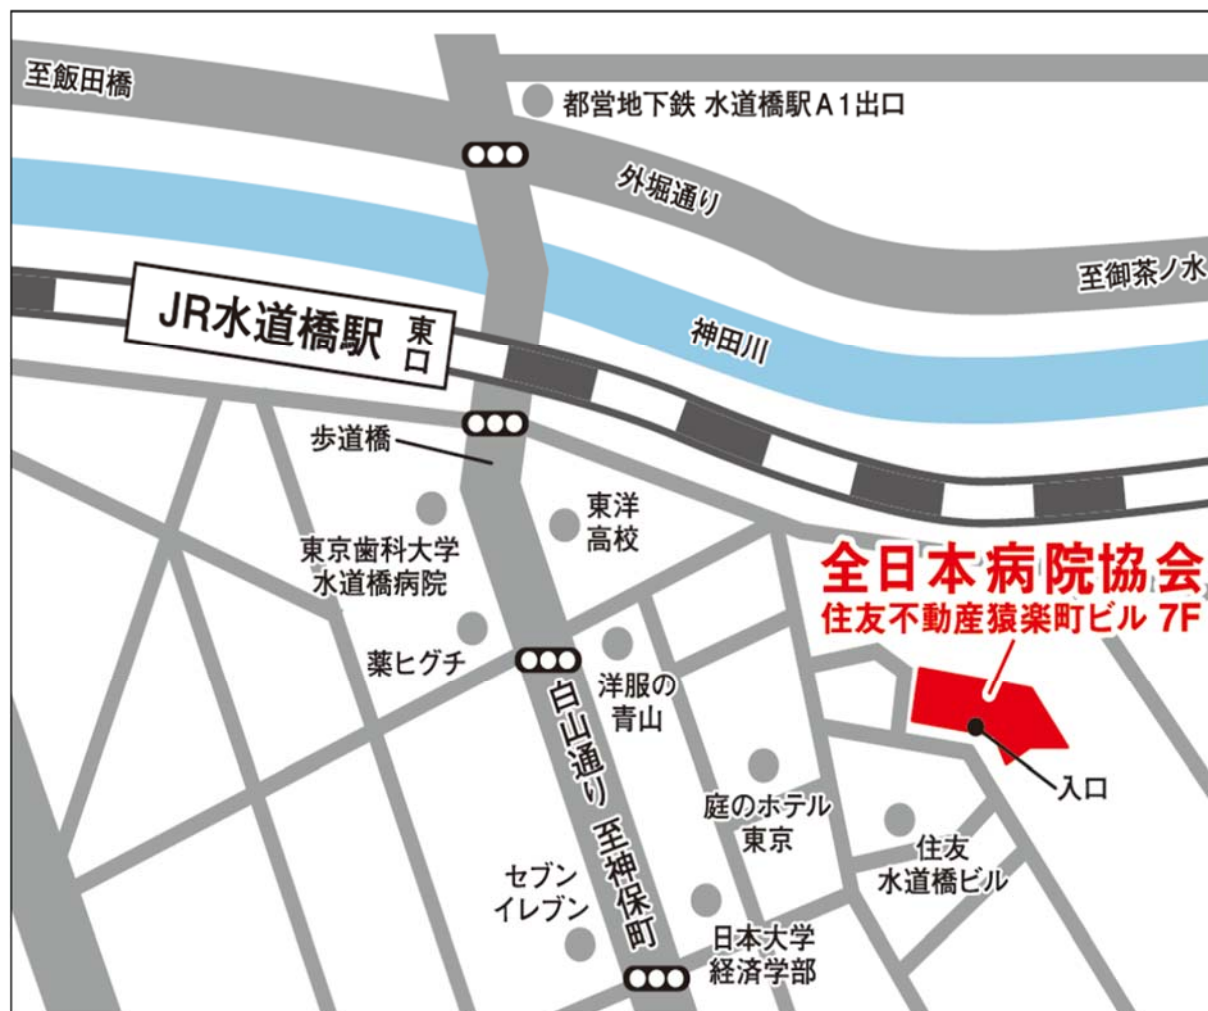 至飯田橋
都営地下鉄 水道橋駅A1出口
外堀通り
至御茶ノ水
JR水道橋駅
東口
神田川
歩道橋
東洋
高校
東京歯科大学
水道橋病院
全日本病院協会
住友不動産猿楽町ビル 7F
薬ヒグチ
洋服の
青山
白山通り
至神保町
入口
庭のホテル
東京
住友
水道橋ビル
セブン
イレブン
日本大学
経済学部